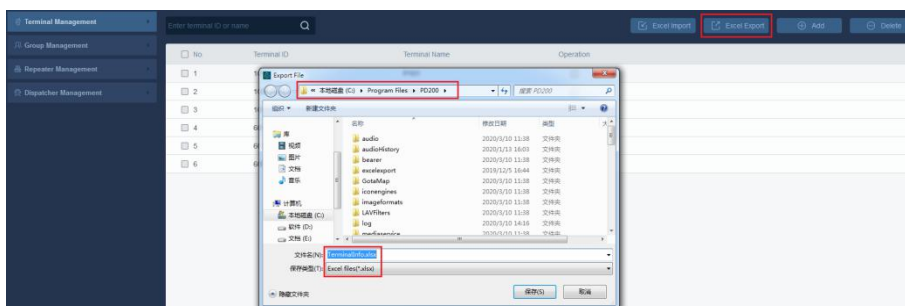 Terminal Management
Enter terminal ID or name
Excel Import
Excel Export
Add
Delete
Group Management
Repeater Management
Dispatcher Management
No
Terminal ID
Terminal Name
Operation
1
2
3
4
5
6
Export File
« 本地磁盘 (C:) ▸ Program Files ▸ PD200 ▸
搜索 PD200
组织 ▾
新建文件夹
名称
修改日期
类型
库
视频
图片
文档
音乐
计算机
本地磁盘 (C:)
软件 (D:)
文档 (E:)
audio 2020/3/10 11:38 文件夹
audioHistory 2020/1/13 16:03 文件夹
bearer 2020/3/10 11:38 文件夹
excelexport 2019/12/5 16:44 文件夹
GotaMap 2020/3/10 11:38 文件夹
iconengines 2020/3/10 11:38 文件夹
imageformats 2020/3/10 11:38 文件夹
LAVFilters 2020/3/10 11:38 文件夹
log 2020/3/10 14:16 文件夹
mediaservice 2020/3/10 11:38 文件夹
文件名(N): TerminalInfo.xlsx
保存类型(T): Excel files(*.xlsx)
隐藏文件夹
保存(S)
取消